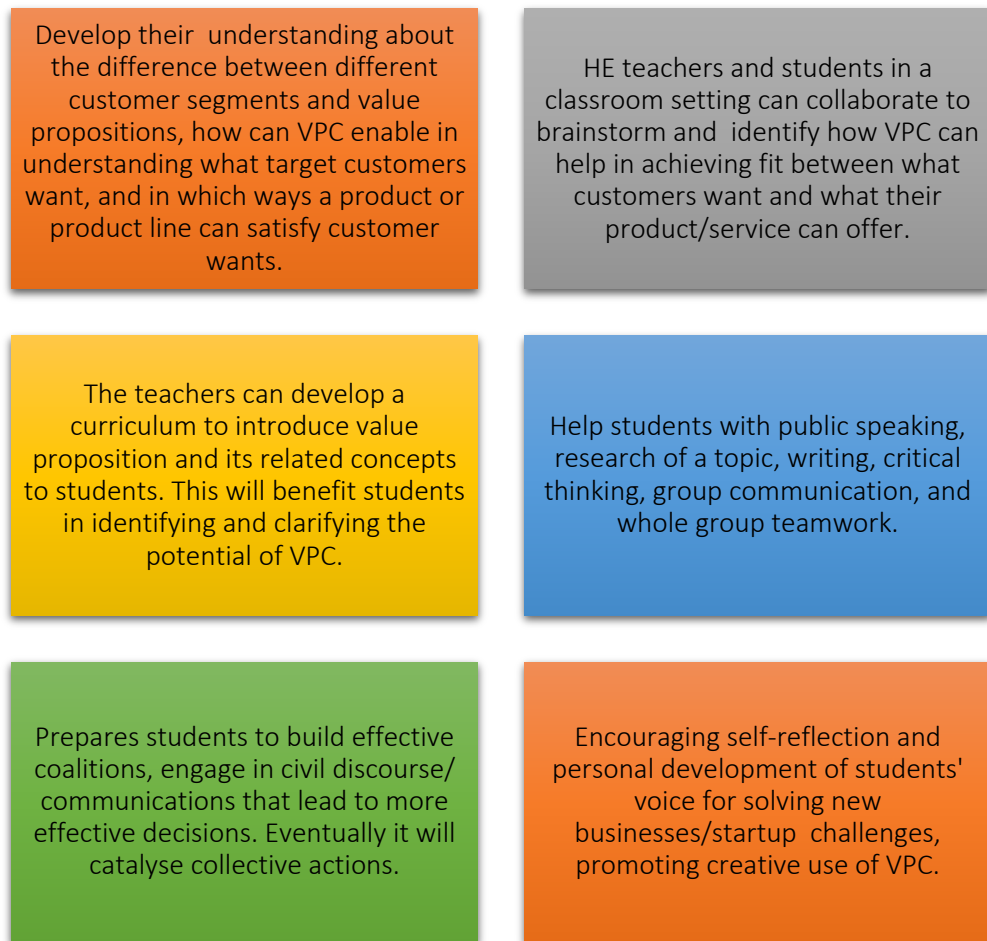 Develop their  understanding about
the difference between different
customer segments and value
propositions, how can VPC enable in
understanding what target customers
want, and in which ways a product or
product line can satisfy customer
wants.
HE teachers and students in a
classroom setting can collaborate to
brainstorm and  identify how VPC can
help in achieving fit between what
customers want and what their
product/service can offer.
The teachers can develop a
curriculum to introduce value
proposition and its related concepts
to students. This will benefit students
in identifying and clarifying the
potential of VPC.
Help students with public speaking,
research of a topic, writing, critical
thinking, group communication, and
whole group teamwork.
Prepares students to build effective
coalitions, engage in civil discourse/
communications that lead to more
effective decisions. Eventually it will
catalyse collective actions.
Encouraging self-reflection and
personal development of students'
voice for solving new
businesses/startup  challenges,
promoting creative use of VPC.